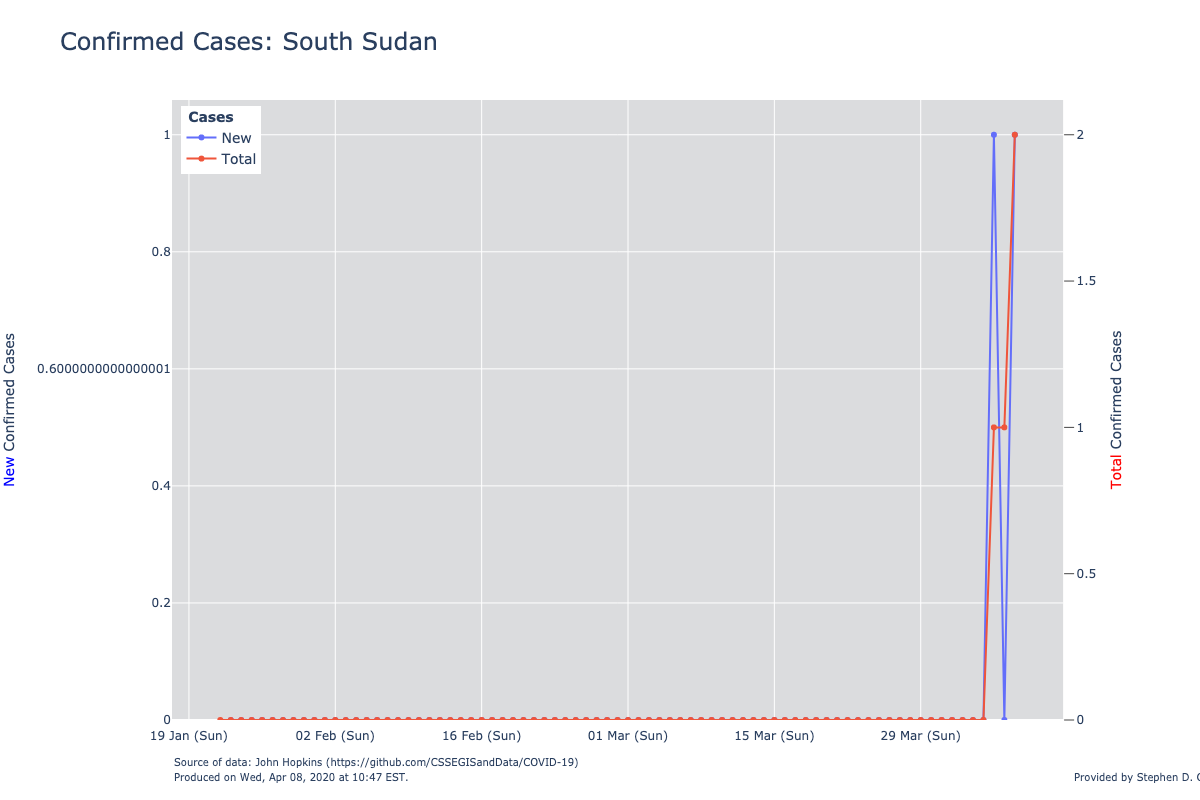 Confirmed Cases: South Sudan
Cases
New
Total
1
0.8
0.6000000000000001
0.4
0.2
0
2
1.5
1
0.5
0
New Confirmed Cases
Total Confirmed Cases
19 Jan (Sun)
02 Feb (Sun)
16 Feb (Sun)
01 Mar (Sun)
15 Mar (Sun)
29 Mar (Sun)
Source of data: John Hopkins (https://github.com/CSSEGISandData/COVID-19)
Produced on Wed, Apr 08, 2020 at 10:47 EST.
Provided by Stephen D.